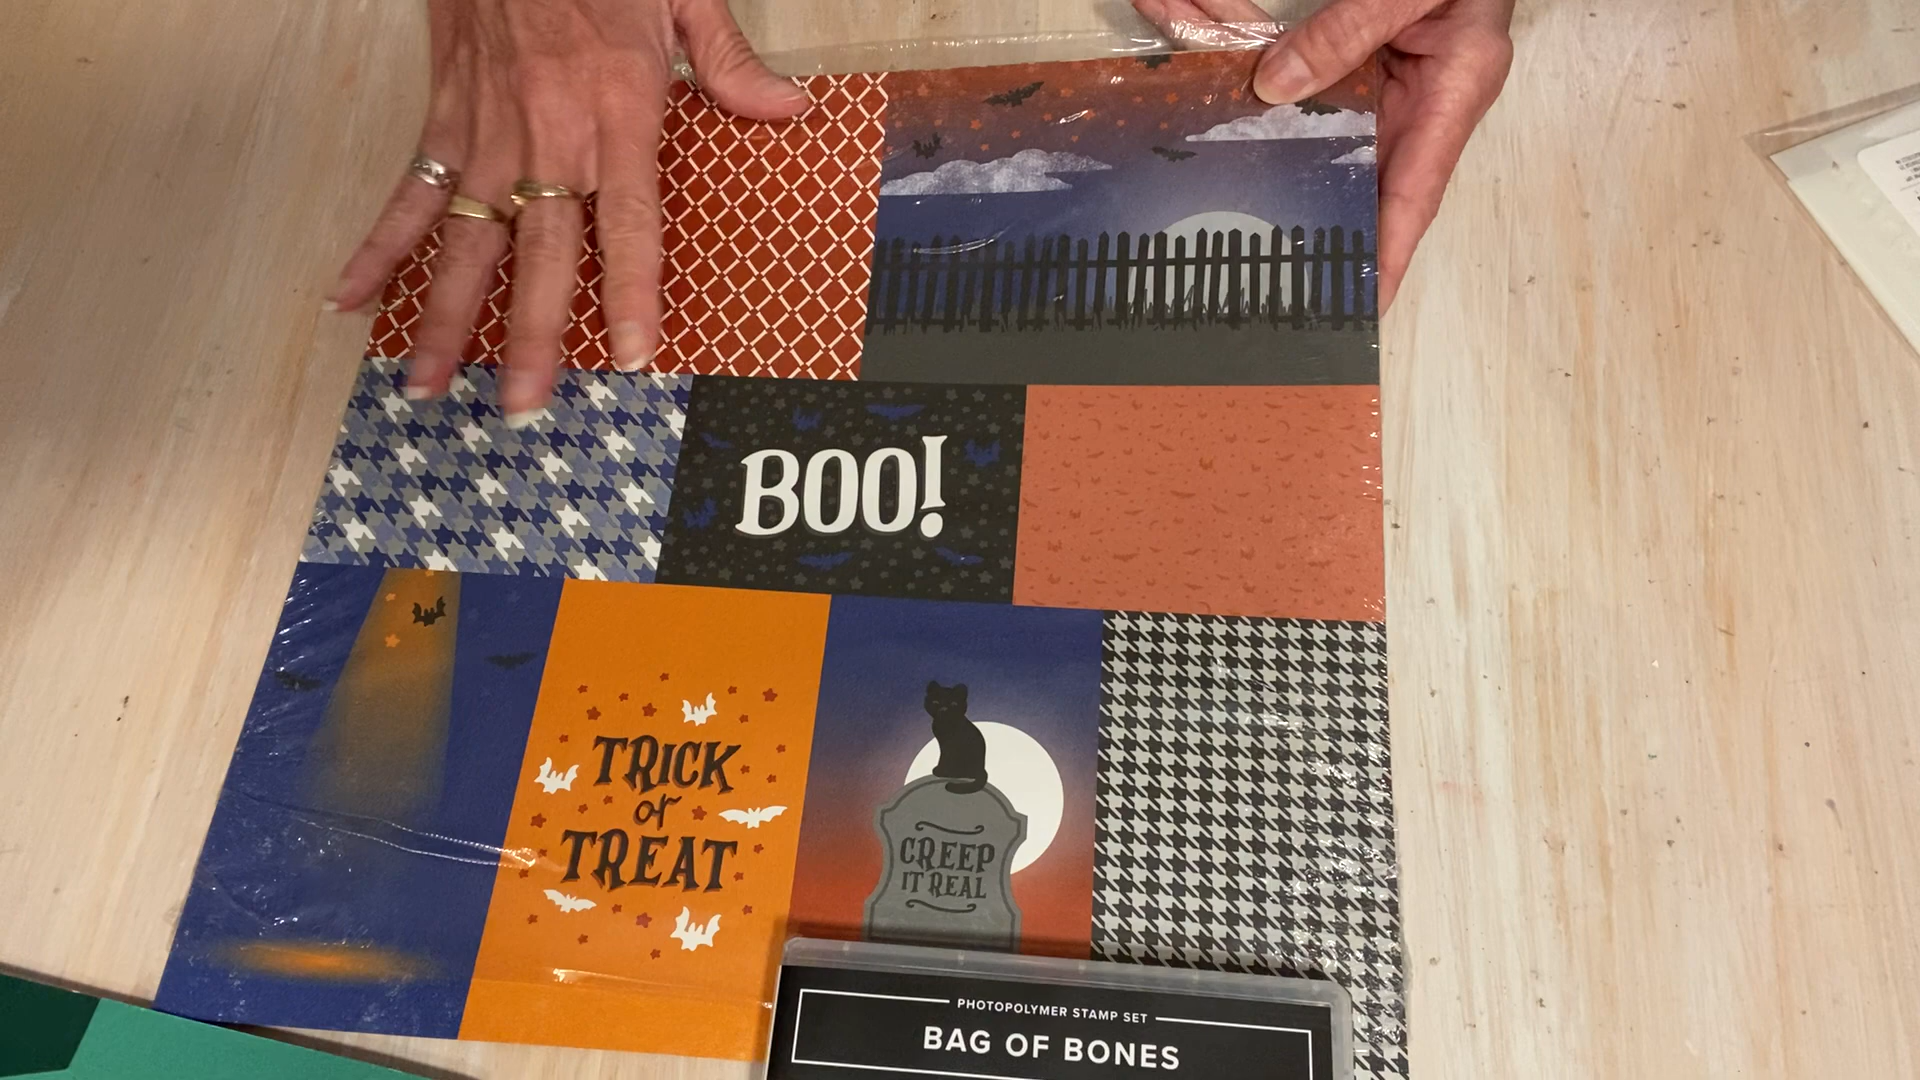 BOO!
TRICK
or
TREAT
CREEP
IT REAL
PHOTOPOLYMER STAMP SET
BAG OF BONES